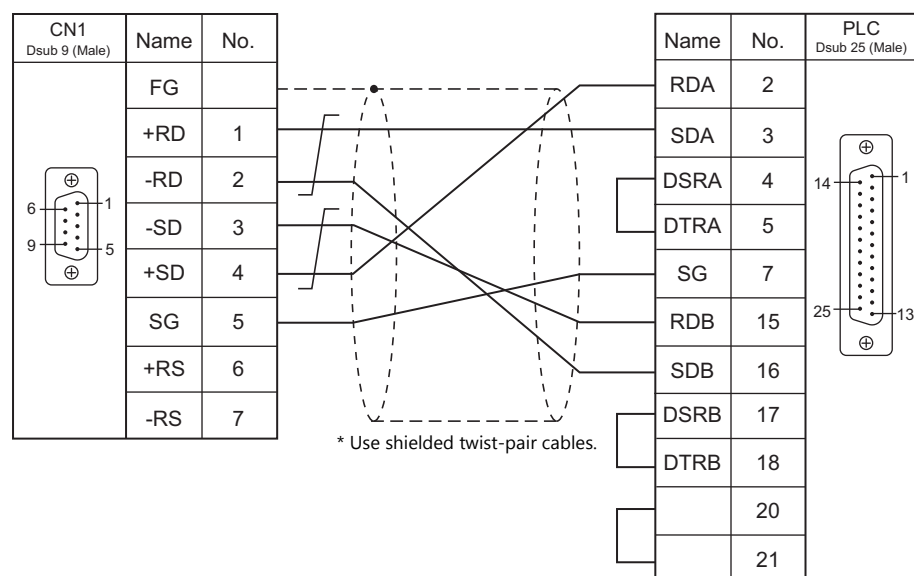 CN1
Dsub 9 (Male)
Name No.
FG
+RD 1
-RD 2
-SD 3
+SD 4
SG 5
+RS 6
-RS 7
6 1
9 5
* Use shielded twist-pair cables.
Name No.
PLC
Dsub 25 (Male)
RDA 2
SDA 3
DSRA 4
DTRA 5
SG 7
RDB 15
SDB 16
DSRB 17
DTRB 18
20
21
14 1
25 13